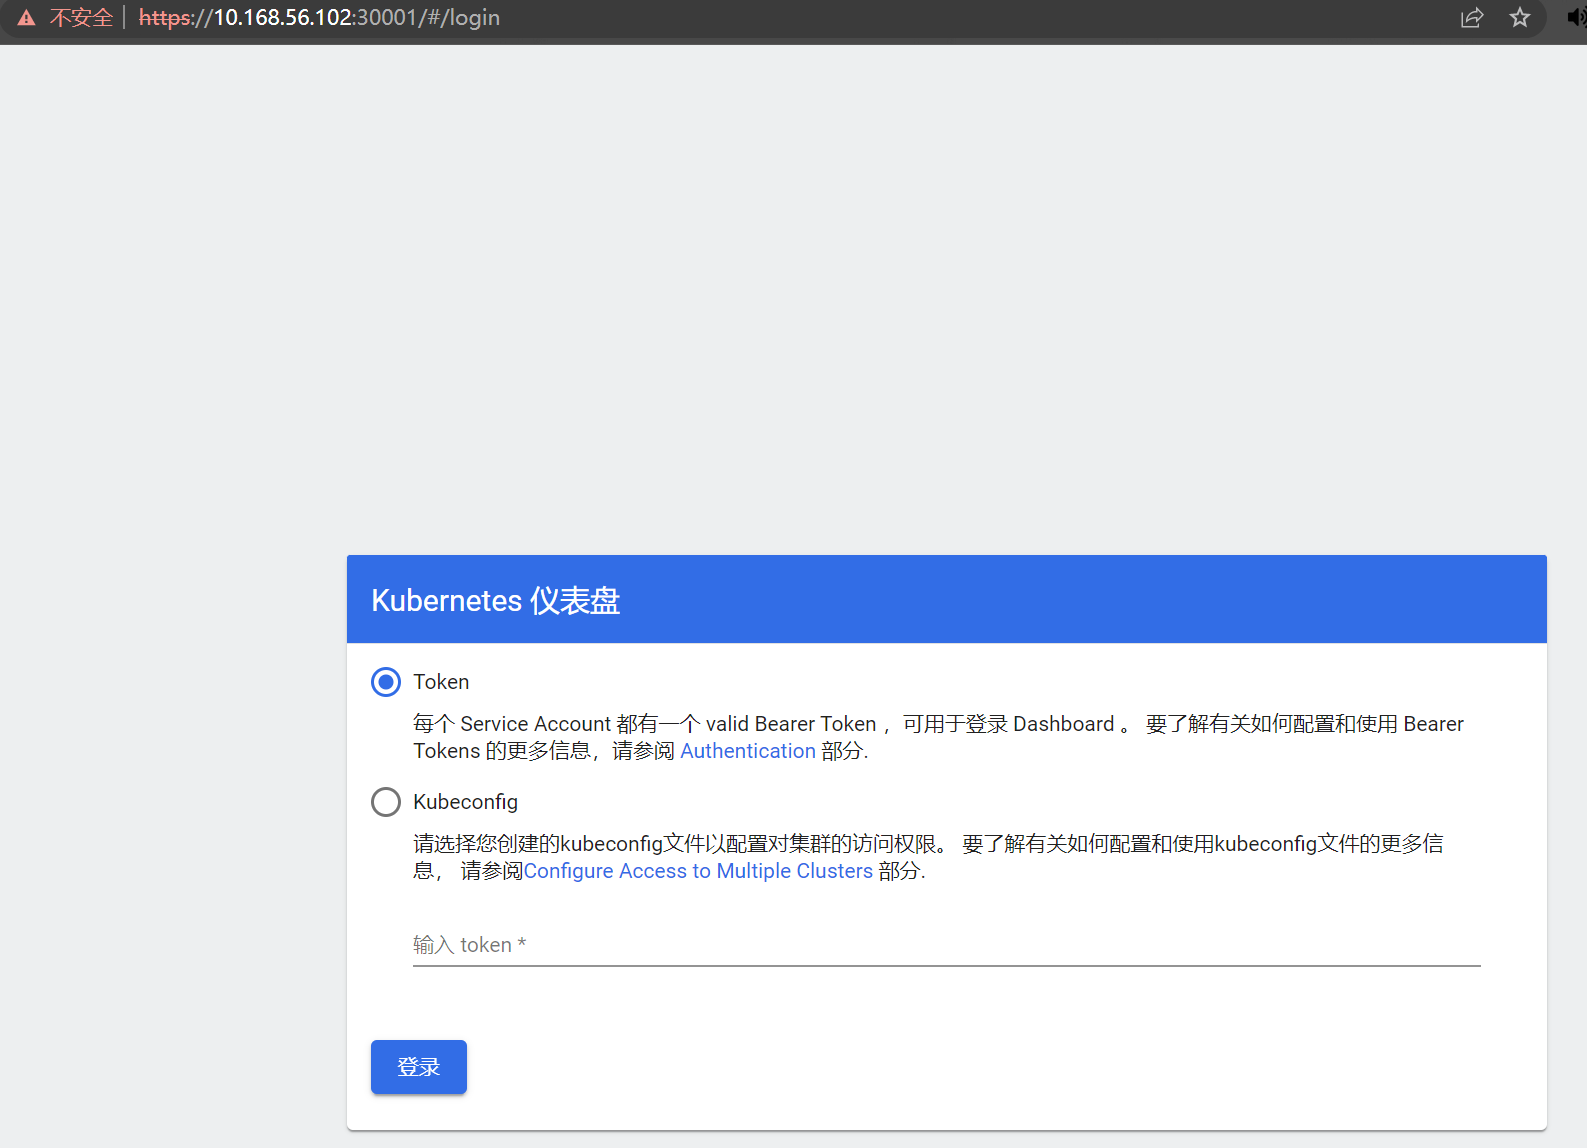 不安全 | https://10.168.56.102:30001/#/login
Kubernetes 仪表盘
Token
每个 Service Account 都有一个 valid Bearer Token ，可用于登录 Dashboard 。 要了解有关如何配置和使用 Bearer
Tokens 的更多信息，请参阅 Authentication 部分.
Kubeconfig
请选择您创建的kubeconfig文件以配置对集群的访问权限。 要了解有关如何配置和使用kubeconfig文件的更多信
息， 请参阅Configure Access to Multiple Clusters 部分.
输入 token *
登录